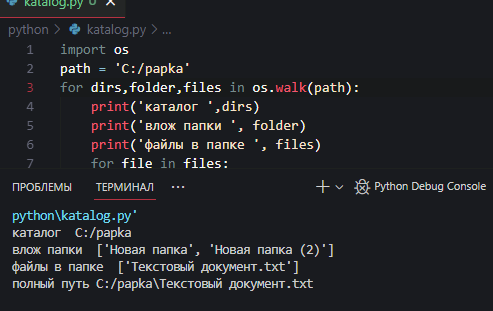 katalog.py U
python > katalog.py > ...
1 import os
2 path = 'C:/papka'
3 for dirs,folder,files in os.walk(path):
4 print('каталог ',dirs)
5 print('влож папки ', folder)
6 print('файлы в папке ', files)
7 for file in files:
ПРОБЛЕМЫ ТЕРМИНАЛ ... Python Debug Console
python\katalog.py'
каталог C:/papka
влож папки ['Новая папка', 'Новая папка (2)']
файлы в папке ['Текстовый документ.txt']
полный путь C:/papka\Текстовый документ.txt